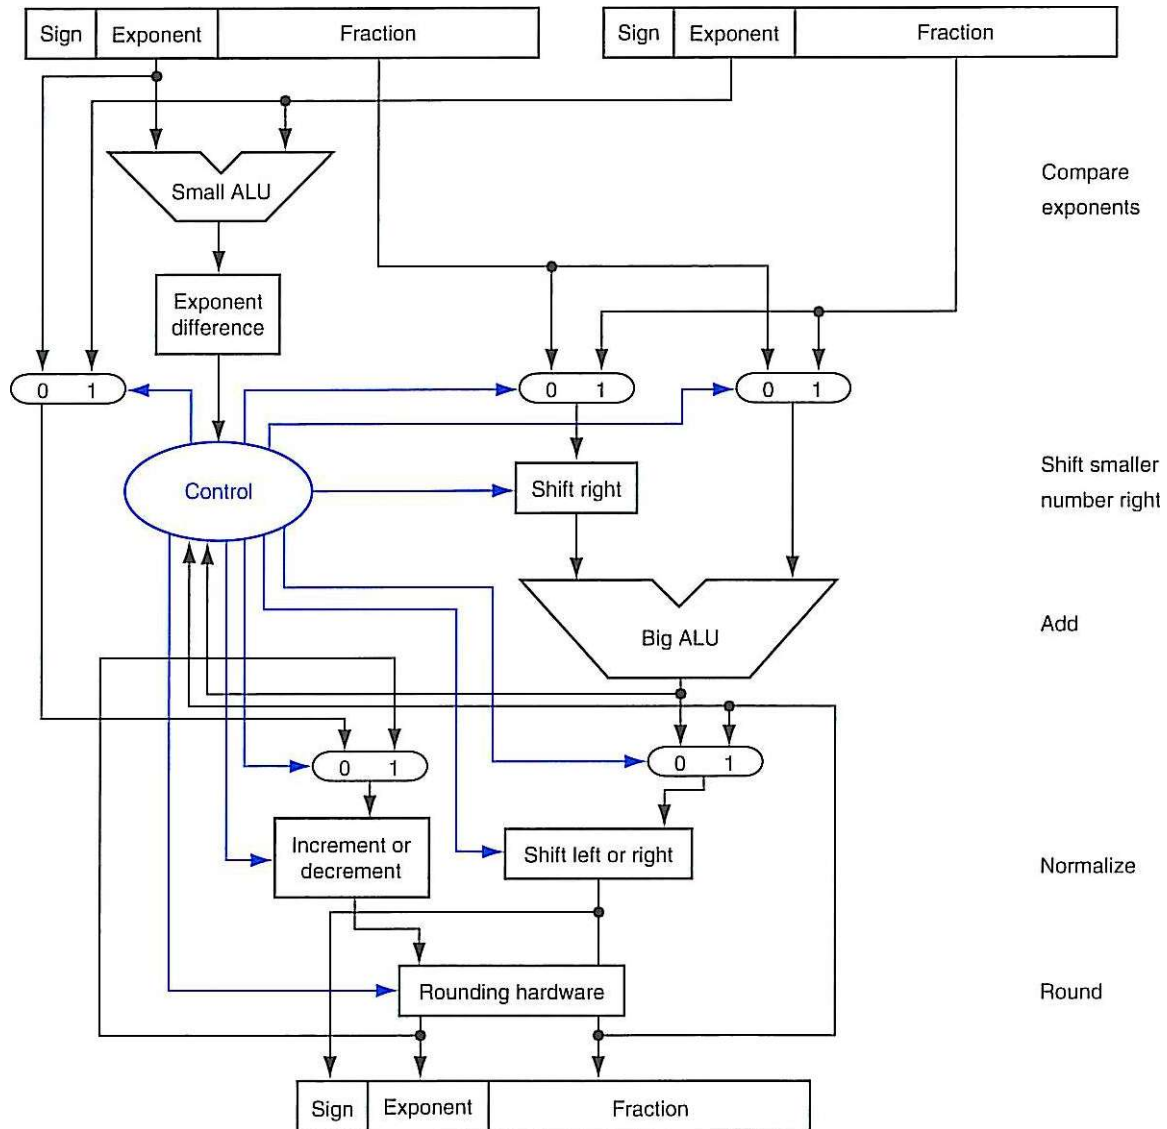 Sign Exponent Fraction
Sign Exponent Fraction
Small ALU
Compare
exponents
Exponent
difference
0 1
0 1
0 1
Control
Shift right
Shift smaller
number right
Big ALU
Add
0 1
0 1
Increment or
decrement
Shift left or right
Normalize
Rounding hardware
Round
Sign Exponent Fraction